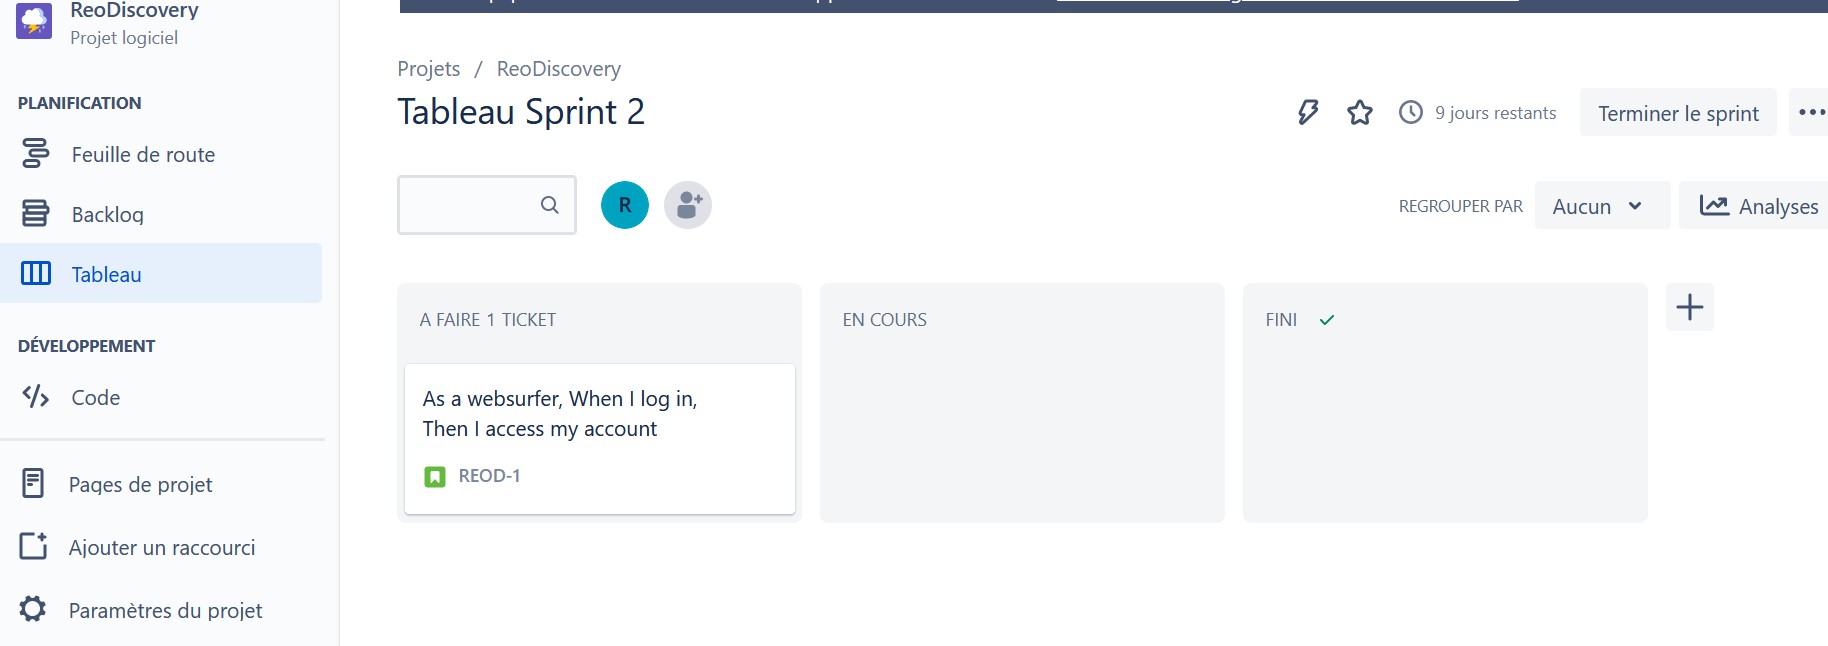 ReoDiscovery
Projet logiciel
PLANIFICATION
Feuille de route
Backlog
Tableau
DÉVELOPPEMENT
Code
Pages de projet
Ajouter un raccourci
Paramètres du projet
Projets / ReoDiscovery
Tableau Sprint 2
9 jours restants
Terminer le sprint
R
REGROUPER PAR
Aucun
Analyses
A FAIRE 1 TICKET
As a websurfer, When I log in,
Then I access my account
REOD-1
EN COURS
FINI